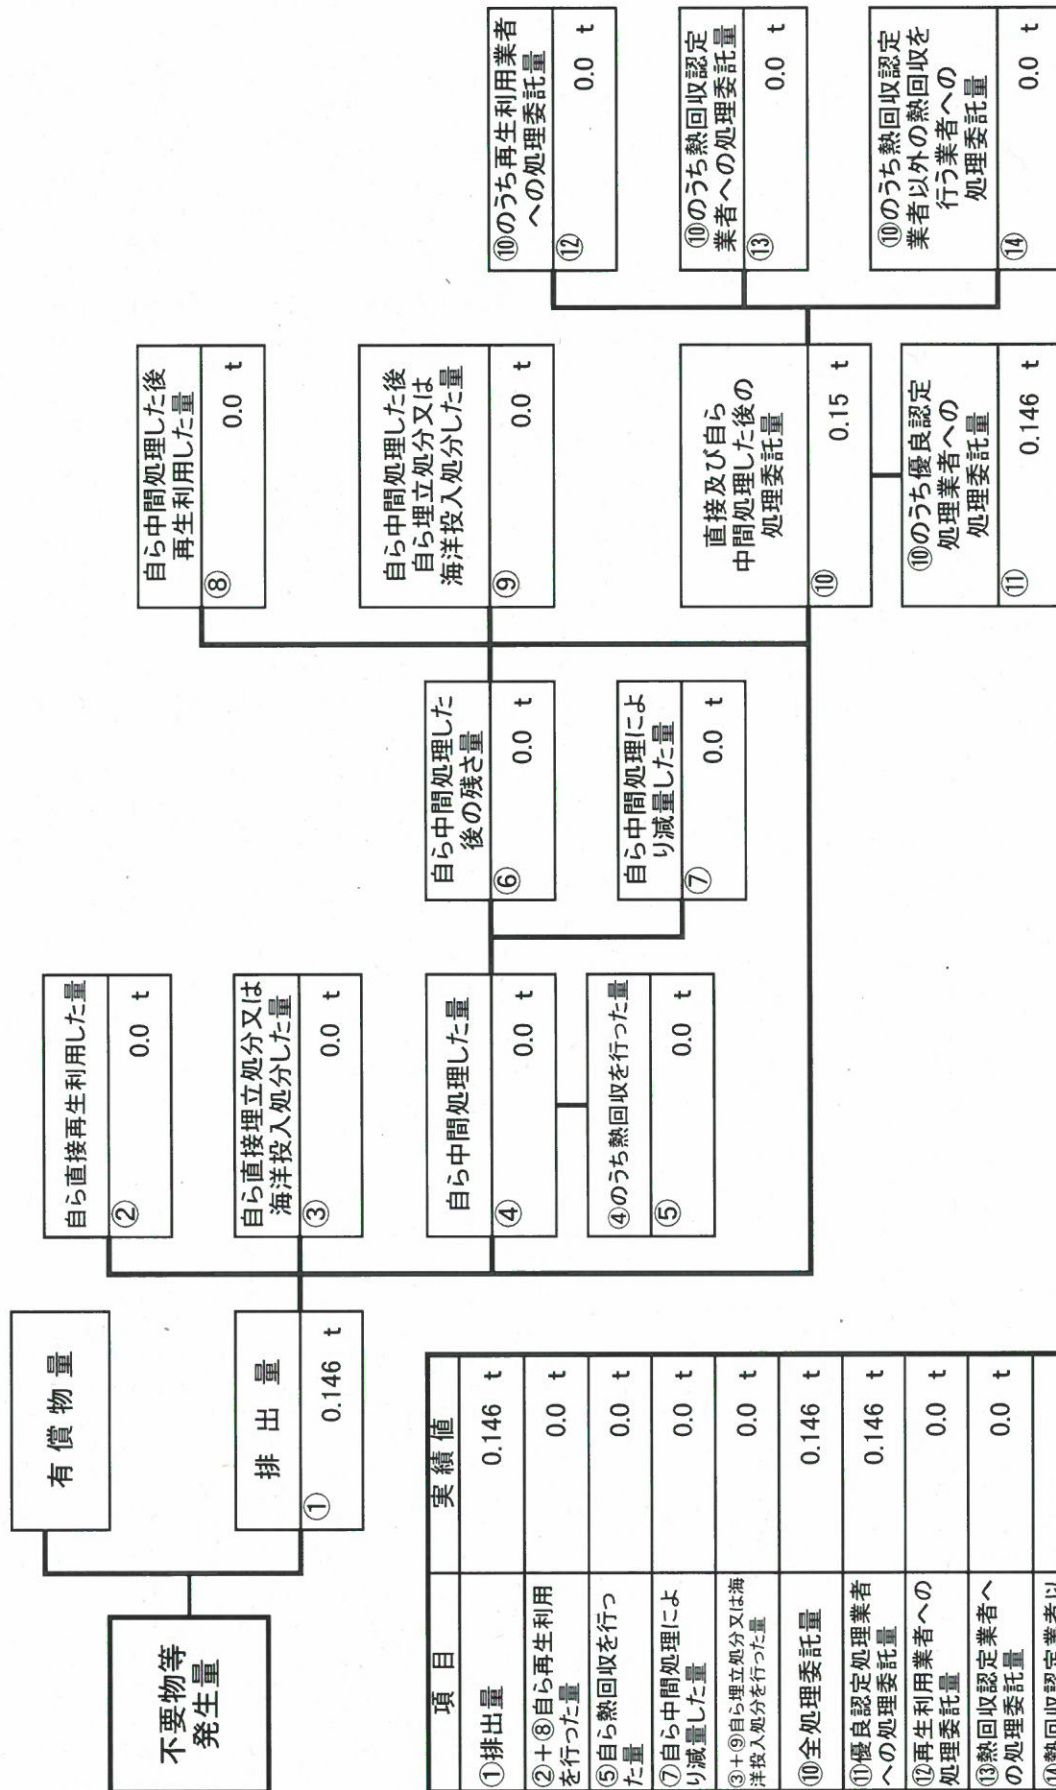 不要物等
発生量
有償物量
排出量
① 0.146 t
自ら直接再生利用した量
② 0.0 t
自ら直接埋立処分又は
海洋投入処分した量
③ 0.0 t
自ら中間処理した量
④ 0.0 t
④のうち熱回収を行った量
⑤ 0.0 t
自ら中間処理した
後の残さ量
⑥ 0.0 t
自ら中間処理によ
り減量した量
⑦ 0.0 t
自ら中間処理した後
再生利用した量
⑧ 0.0 t
自ら中間処理した後
自ら埋立処分又は
海洋投入処分した量
⑨ 0.0 t
直接及び自ら
中間処理した後の
処理委託量
⑩ 0.15 t
⑩のうち優良認定
処理業者への
処理委託量
⑪ 0.146 t
⑩のうち再生利用業者
への処理委託量
⑫ 0.0 t
⑩のうち熱回収認定
業者への処理委託量
⑬ 0.0 t
⑩のうち熱回収認定
業者以外の熱回収を
行う業者への
処理委託量
⑭ 0.0 t
項目 実績値
①排出量 0.146 t
②+⑧自ら再生利用
を行った量 0.0 t
⑤自ら熱回収を行っ
た量 0.0 t
⑦自ら中間処理によ
り減量した量 0.0 t
③+⑨自ら埋立処分又は海
洋投入処分を行った量 0.0 t
⑩全処理委託量 0.146 t
⑪優良認定処理業者
への処理委託量 0.146 t
⑫再生利用業者への
処理委託量 0.0 t
⑬熱回収認定業者へ
の処理委託量 0.0 t
⑭熱回収認定業者以